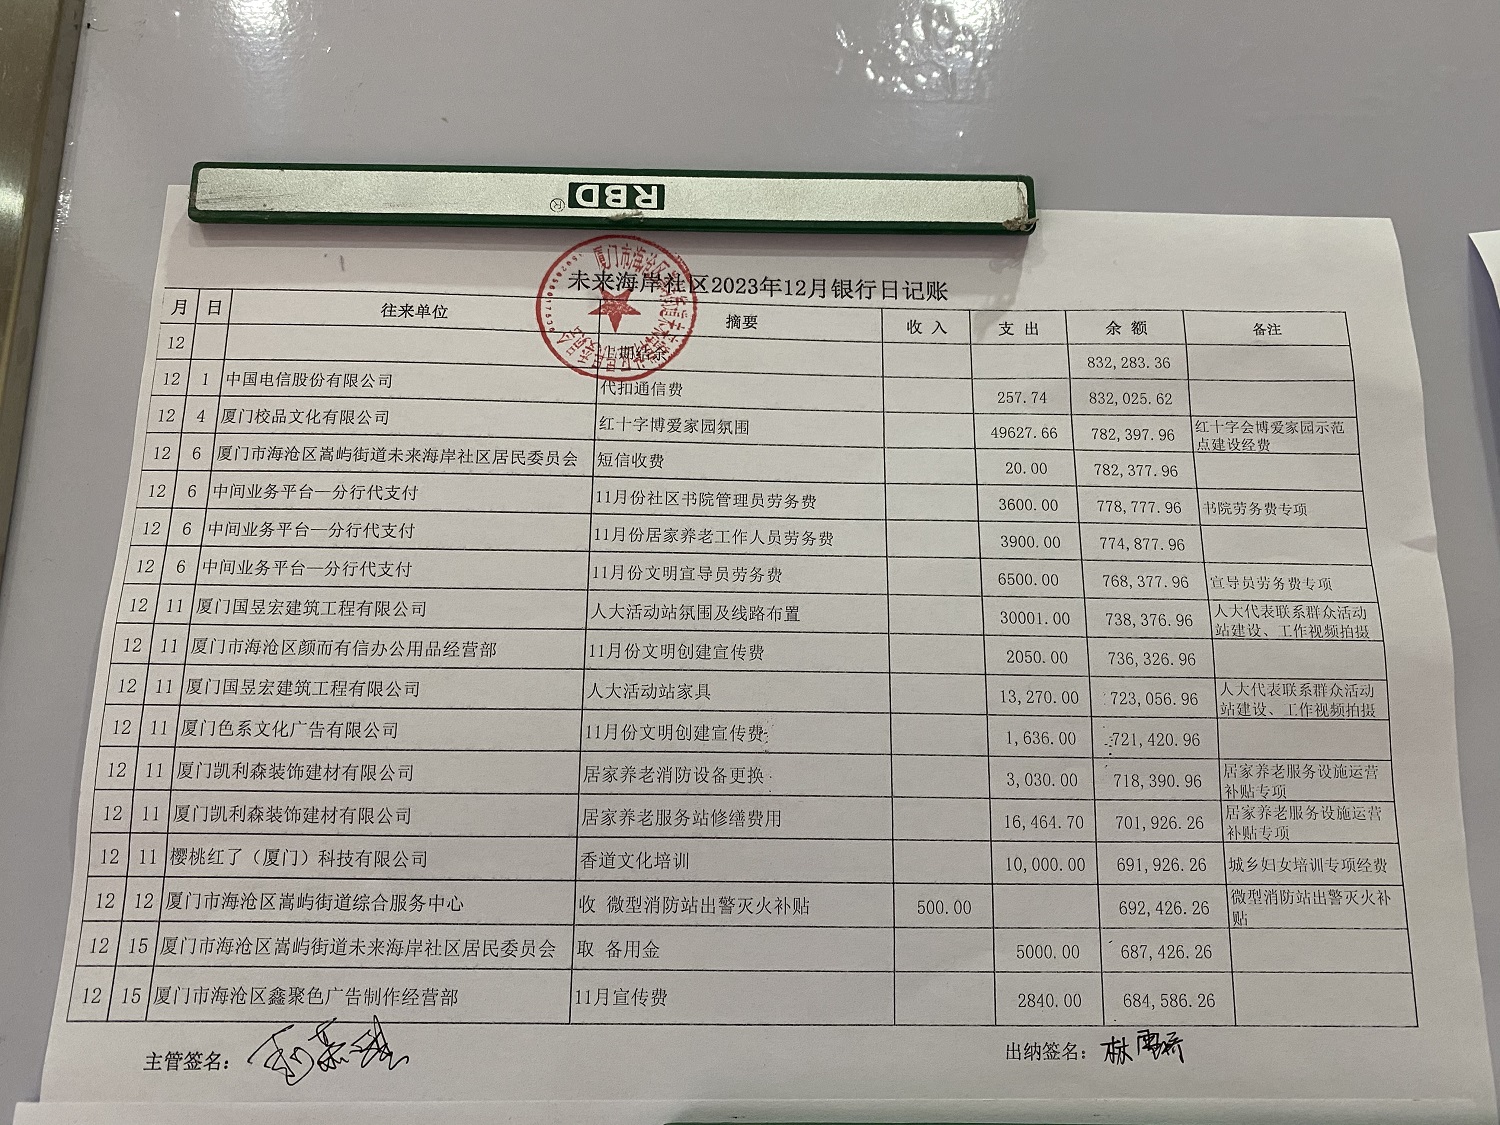 RBD
未来海岸社区2023年12月银行日记账
月 日 往来单位 摘要 收入 支出 余额 备注
12 上期结余 832,283.36
12 1 中国电信股份有限公司 代扣通信费 257.74 832,025.62
12 4 厦门校品文化有限公司 红十字博爱家园氛围 49627.66 782,397.96 红十字会博爱家园示范
点建设经费
12 6 厦门市海沧区嵩屿街道未来海岸社区居民委员会 短信收费 20.00 782,377.96
12 6 中间业务平台—分行代支付 11月份社区书院管理员劳务费 3600.00 778,777.96 书院劳务费专项
12 6 中间业务平台—分行代支付 11月份居家养老工作人员劳务费 3900.00 774,877.96
12 6 中间业务平台—分行代支付 11月份文明宣导员劳务费 6500.00 768,377.96 宣导员劳务费专项
12 11 厦门国昱宏建筑工程有限公司 人大活动站氛围及线路布置 30001.00 738,376.96 人大代表联系群众活动
站建设、工作视频拍摄
12 11 厦门市海沧区颜而有信办公用品经营部 11月份文明创建宣传费 2050.00 736,326.96
12 11 厦门国昱宏建筑工程有限公司 人大活动站家具 13,270.00 723,056.96 人大代表联系群众活动
站建设、工作视频拍摄
12 11 厦门色系文化广告有限公司 11月份文明创建宣传费 1,636.00 721,420.96
12 11 厦门凯利森装饰建材有限公司 居家养老消防设备更换 3,030.00 718,390.96 居家养老服务设施运营
补贴专项
12 11 厦门凯利森装饰建材有限公司 居家养老服务站修缮费用 16,464.70 701,926.26 居家养老服务设施运营
补贴专项
12 11 樱桃红了（厦门）科技有限公司 香道文化培训 10,000.00 691,926.26 城乡妇女培训专项经费
12 12 厦门市海沧区嵩屿街道综合服务中心 收 微型消防站出警灭火补贴 500.00 692,426.26 微型消防站出警灭火补
贴
12 15 厦门市海沧区嵩屿街道未来海岸社区居民委员会 取 备用金 5000.00 687,426.26
12 15 厦门市海沧区鑫聚色广告制作经营部 11月宣传费 2840.00 684,586.26
主管签名： 出纳签名：